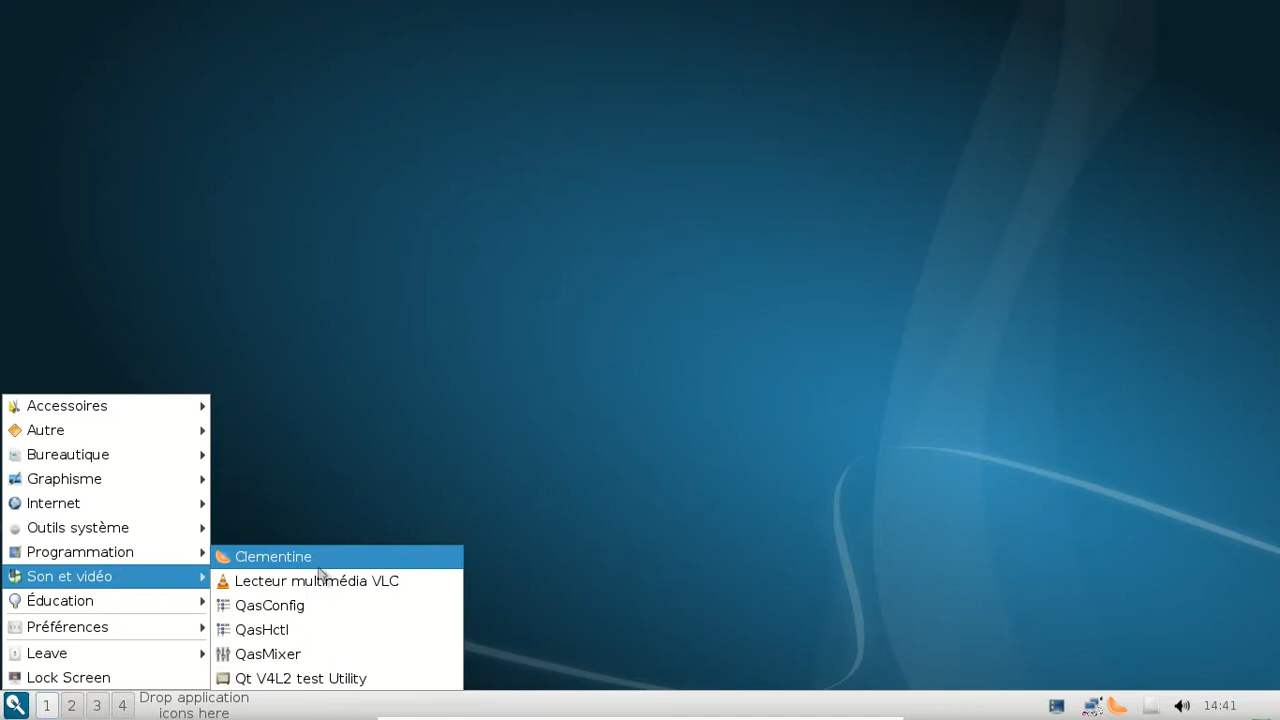 Accessoires
Autre
Bureautique
Graphisme
Internet
Outils système
Programmation
Son et vidéo
Éducation
Préférences
Leave
Lock Screen
Clementine
Lecteur multimédia VLC
QasConfig
QasHctl
QasMixer
Qt V4L2 test Utility
1 2 3 4
Drop application
icons here
14:41